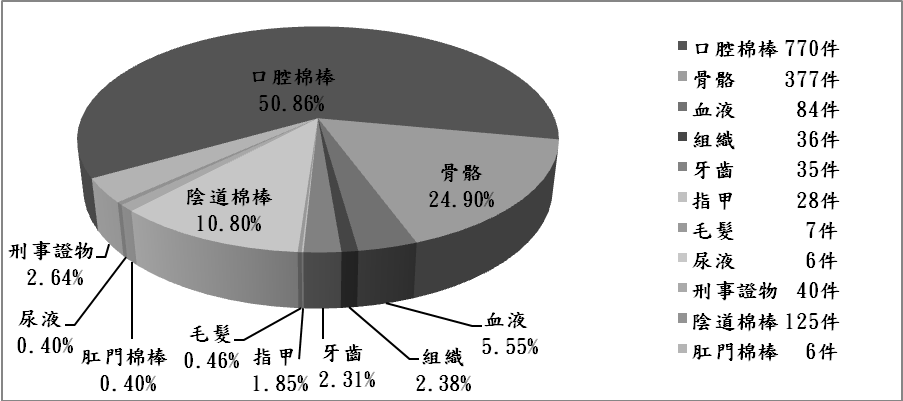 口腔棉棒
50.86%
骨骼
24.90%
陰道棉棒
10.80%
刑事證物
2.64%
尿液
0.40%
肛門棉棒
0.40%
毛髮
0.46%
指甲
1.85%
牙齒
2.31%
組織
2.38%
血液
5.55%
口腔棉棒 770件
骨骼 377件
血液 84件
組織 36件
牙齒 35件
指甲 28件
毛髮 7件
尿液 6件
刑事證物 40件
陰道棉棒 125件
肛門棉棒 6件